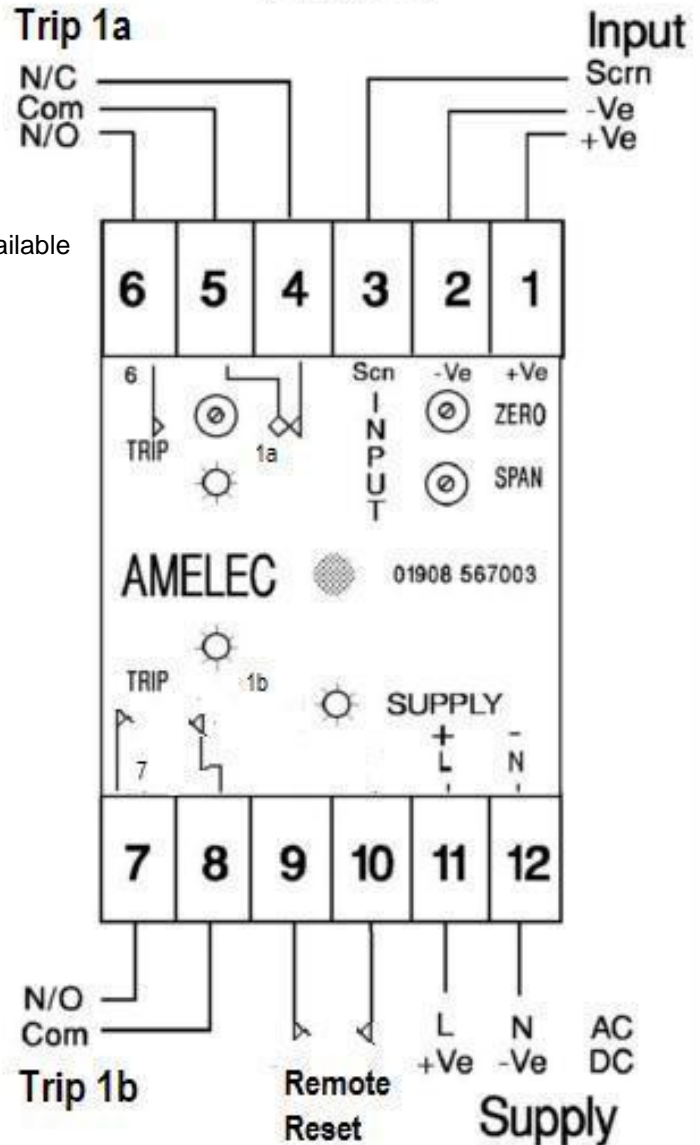 Trip 1a
Input
N/C
Com
N/O
Scrn
-Ve
+Ve
6 5 4 3 2 1
6
TRIP
1a
Scn -Ve +Ve
INPUT
ZERO
SPAN
AMELEC
01908 567003
TRIP
1b
SUPPLY
+ -
L N
7
7 8 9 10 11 12
N/O
Com
Trip 1b
Remote
Reset
L N AC
+Ve -Ve DC
Supply